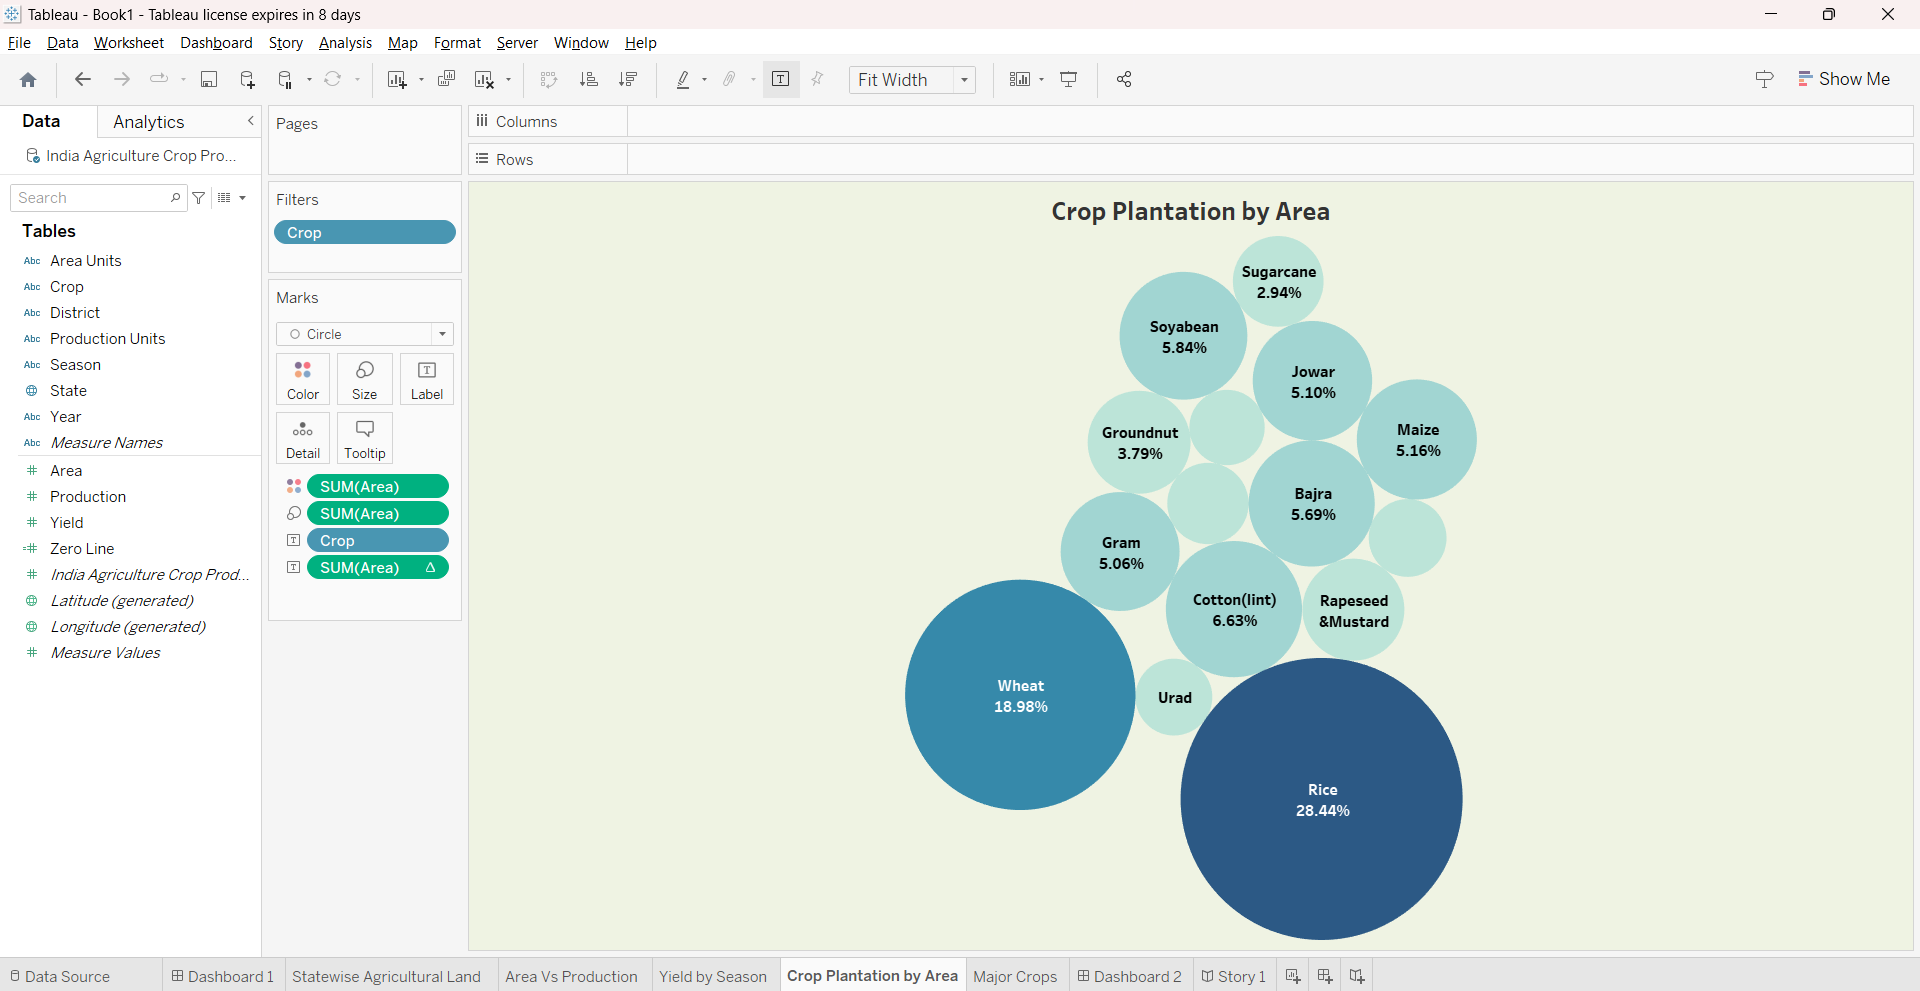 Tableau - Book1 - Tableau license expires in 8 days
File Data Worksheet Dashboard Story Analysis Map Format Server Window Help
Fit Width
Show Me
Data Analytics
India Agriculture Crop Pro...
Search
Tables
Abc Area Units
Abc Crop
Abc District
Abc Production Units
Abc Season
State
Abc Year
Abc Measure Names
# Area
# Production
# Yield
=# Zero Line
# India Agriculture Crop Prod...
Latitude (generated)
Longitude (generated)
# Measure Values
Pages
Filters
Crop
Marks
Circle
Color Size Label
Detail Tooltip
SUM(Area)
SUM(Area)
Crop
SUM(Area) Δ
Columns
Rows
Crop Plantation by Area
Sugarcane
2.94%
Soyabean
5.84%
Jowar
5.10%
Maize
5.16%
Groundnut
3.79%
Bajra
5.69%
Gram
5.06%
Cotton(lint)
6.63%
Rapeseed
&Mustard
Wheat
18.98%
Urad
Rice
28.44%
Data Source Dashboard 1 Statewise Agricultural Land Area Vs Production Yield by Season Crop Plantation by Area Major Crops Dashboard 2 Story 1